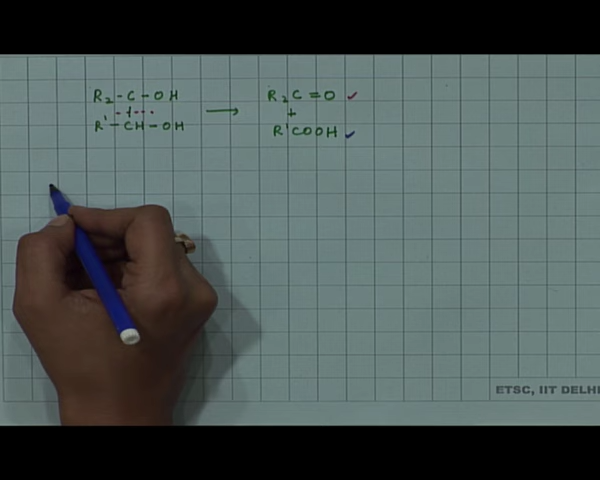 R2-C-OH → R2C=O ✓
+
R'-CH-OH R'COOH ✓
ETSC, IIT DELHI